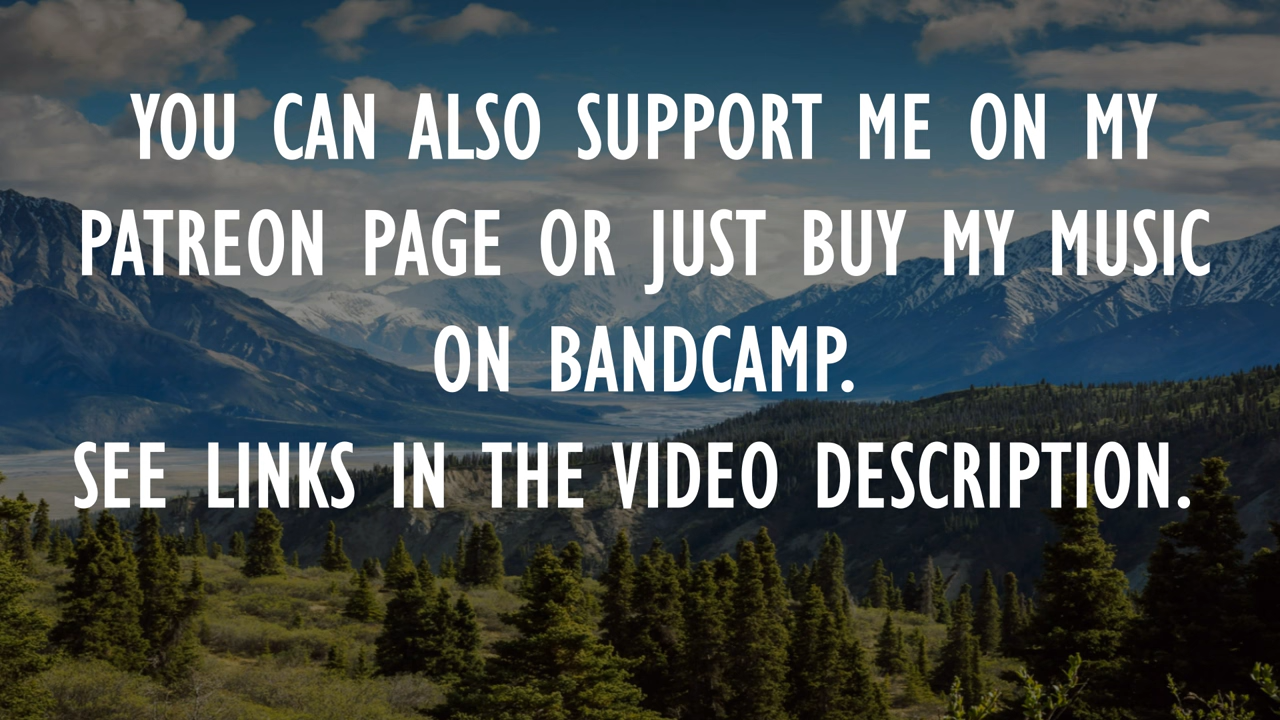 YOU CAN ALSO SUPPORT ME ON MY
PATREON PAGE OR JUST BUY MY MUSIC
ON BANDCAMP.
SEE LINKS IN THE VIDEO DESCRIPTION.